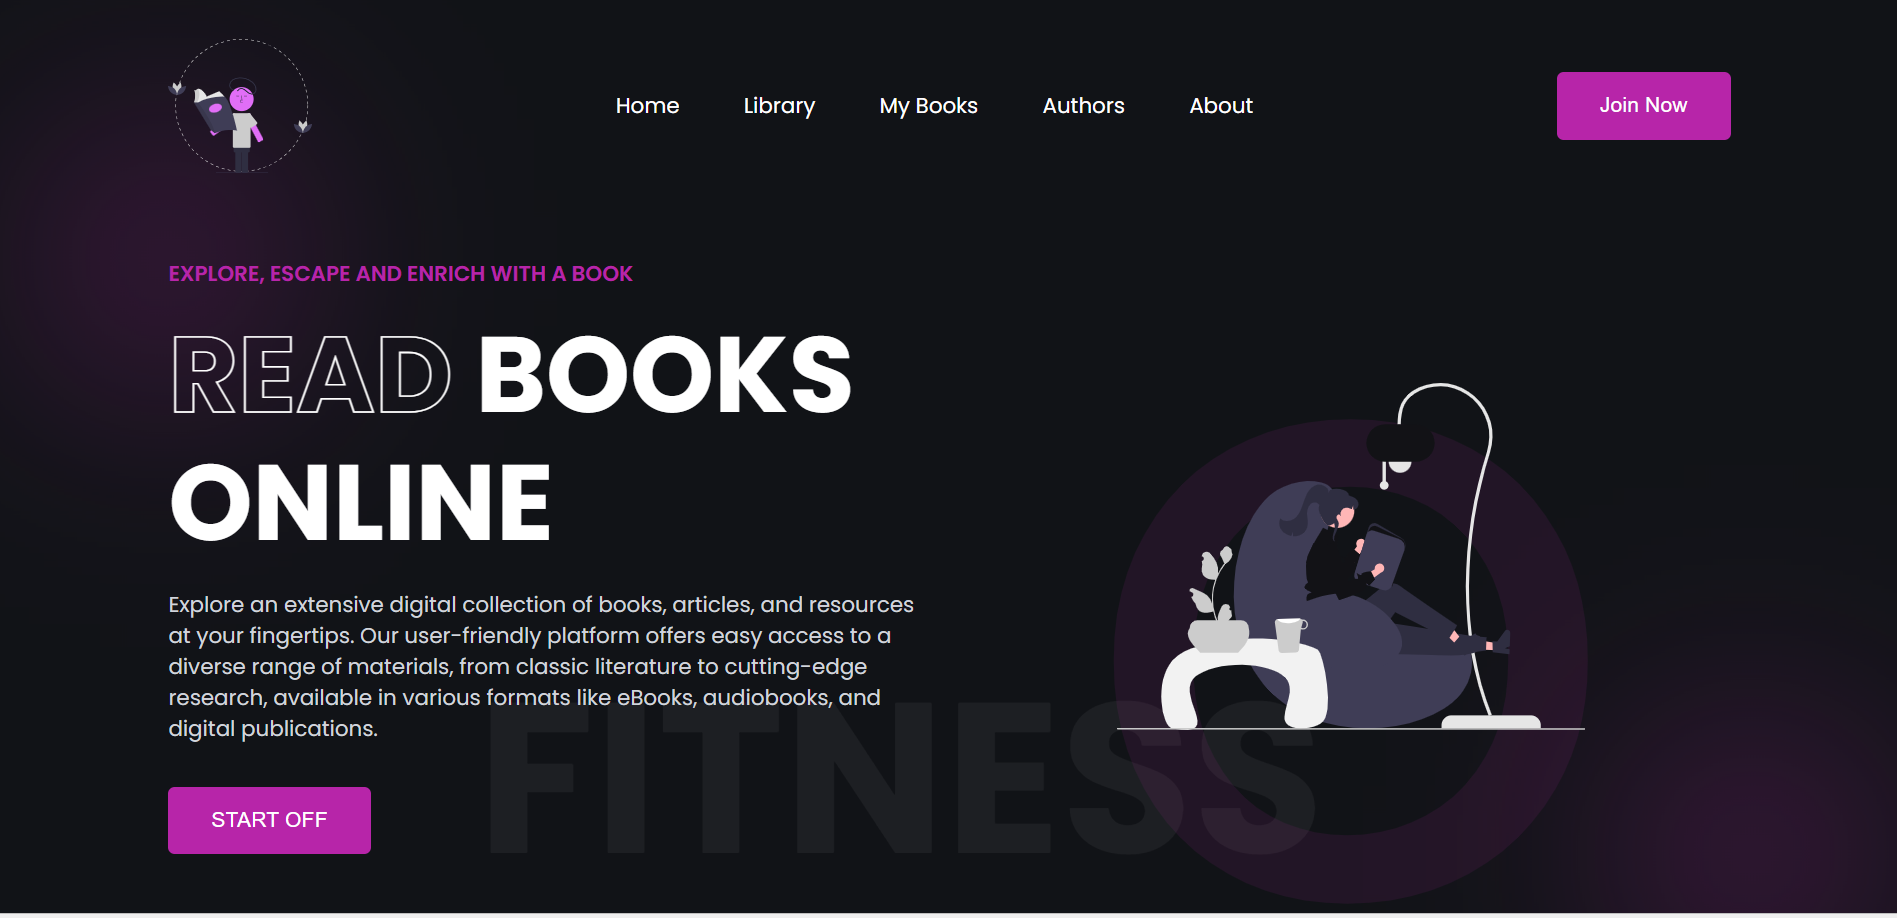 Home Library My Books Authors About Join Now
EXPLORE, ESCAPE AND ENRICH WITH A BOOK
READ BOOKS
ONLINE
Explore an extensive digital collection of books, articles, and resources
at your fingertips. Our user-friendly platform offers easy access to a
diverse range of materials, from classic literature to cutting-edge
research, available in various formats like eBooks, audiobooks, and
digital publications.
FITNESS
START OFF